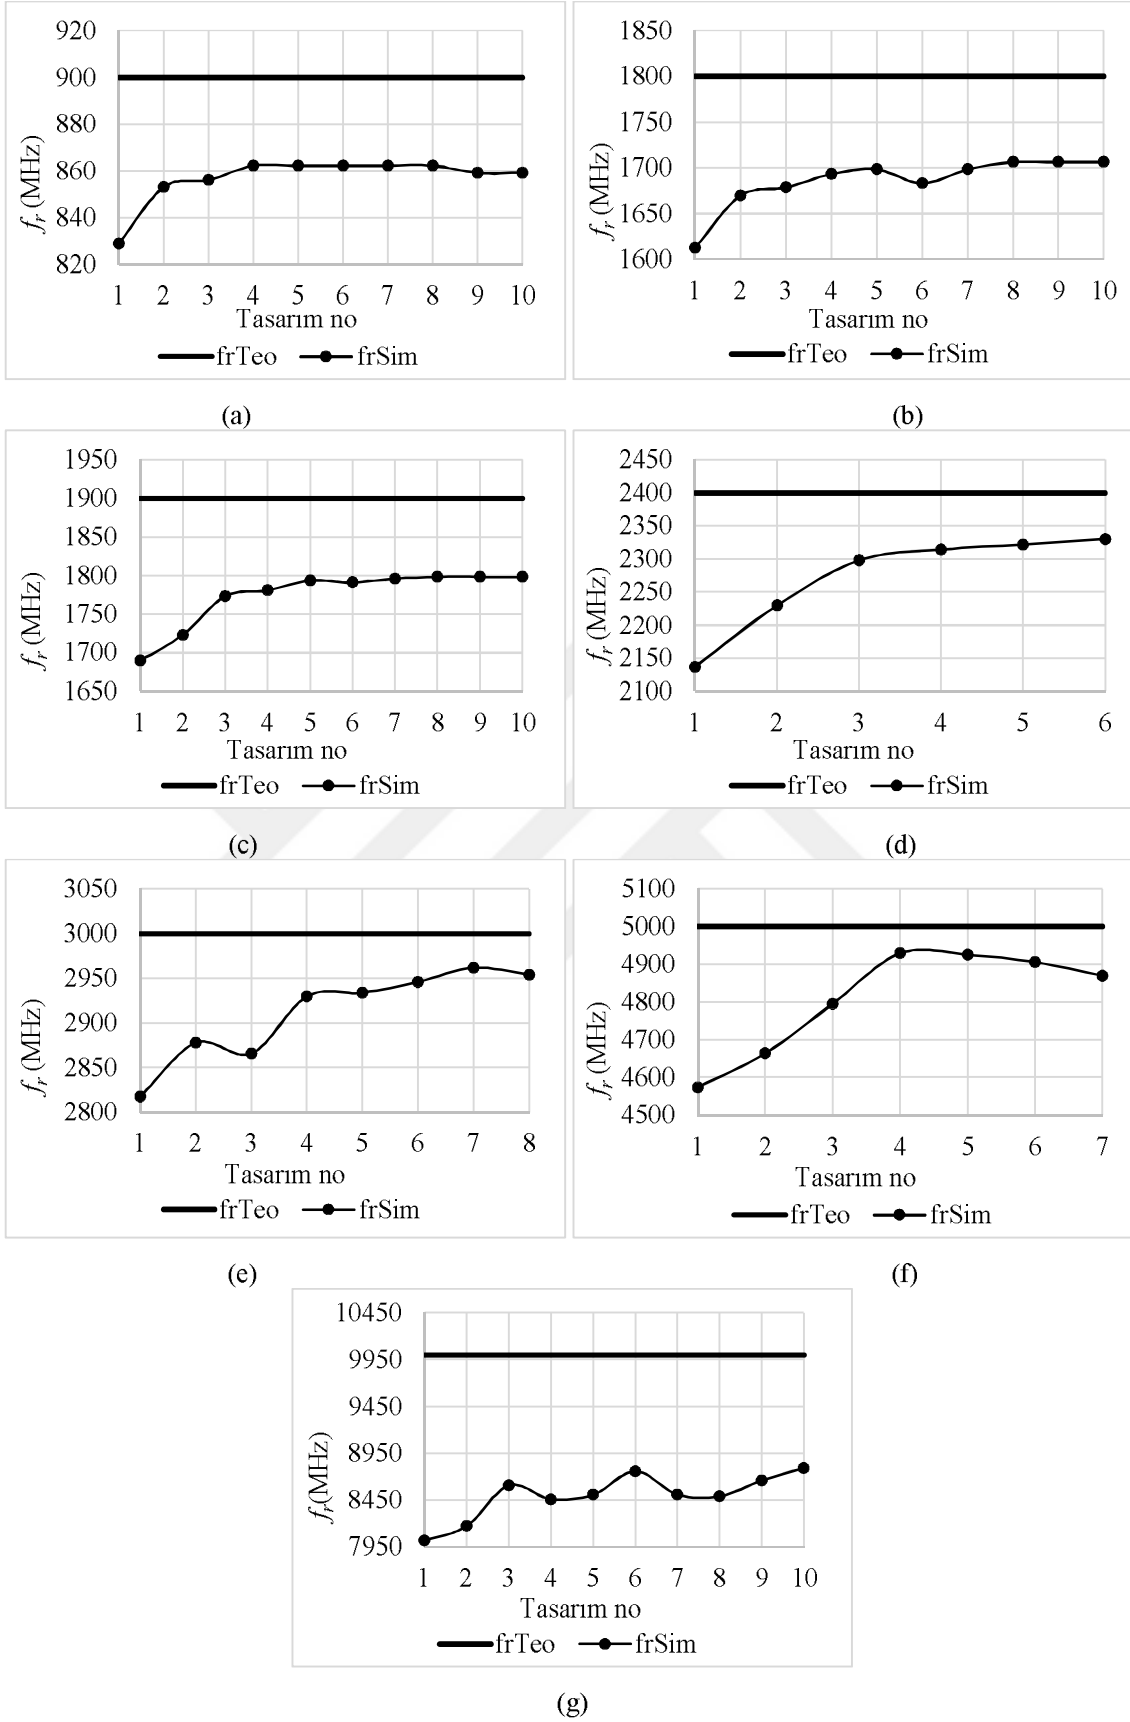 920
900
880
860
840
820
fr (MHz)
1 2 3 4 5 6 7 8 9 10
Tasarım no
frTeo frSim
(a)
1850
1800
1750
1700
1650
1600
fr (MHz)
1 2 3 4 5 6 7 8 9 10
Tasarım no
frTeo frSim
(b)
1950
1900
1850
1800
1750
1700
1650
fr (MHz)
1 2 3 4 5 6 7 8 9 10
Tasarım no
frTeo frSim
(c)
2450
2400
2350
2300
2250
2200
2150
2100
fr (MHz)
1 2 3 4 5 6
Tasarım no
frTeo frSim
(d)
3050
3000
2950
2900
2850
2800
fr (MHz)
1 2 3 4 5 6 7 8
Tasarım no
frTeo frSim
(e)
5100
5000
4900
4800
4700
4600
4500
fr (MHz)
1 2 3 4 5 6 7
Tasarım no
frTeo frSim
(f)
10450
9950
9450
8950
8450
7950
fr(MHz)
1 2 3 4 5 6 7 8 9 10
Tasarım no
frTeo frSim
(g)